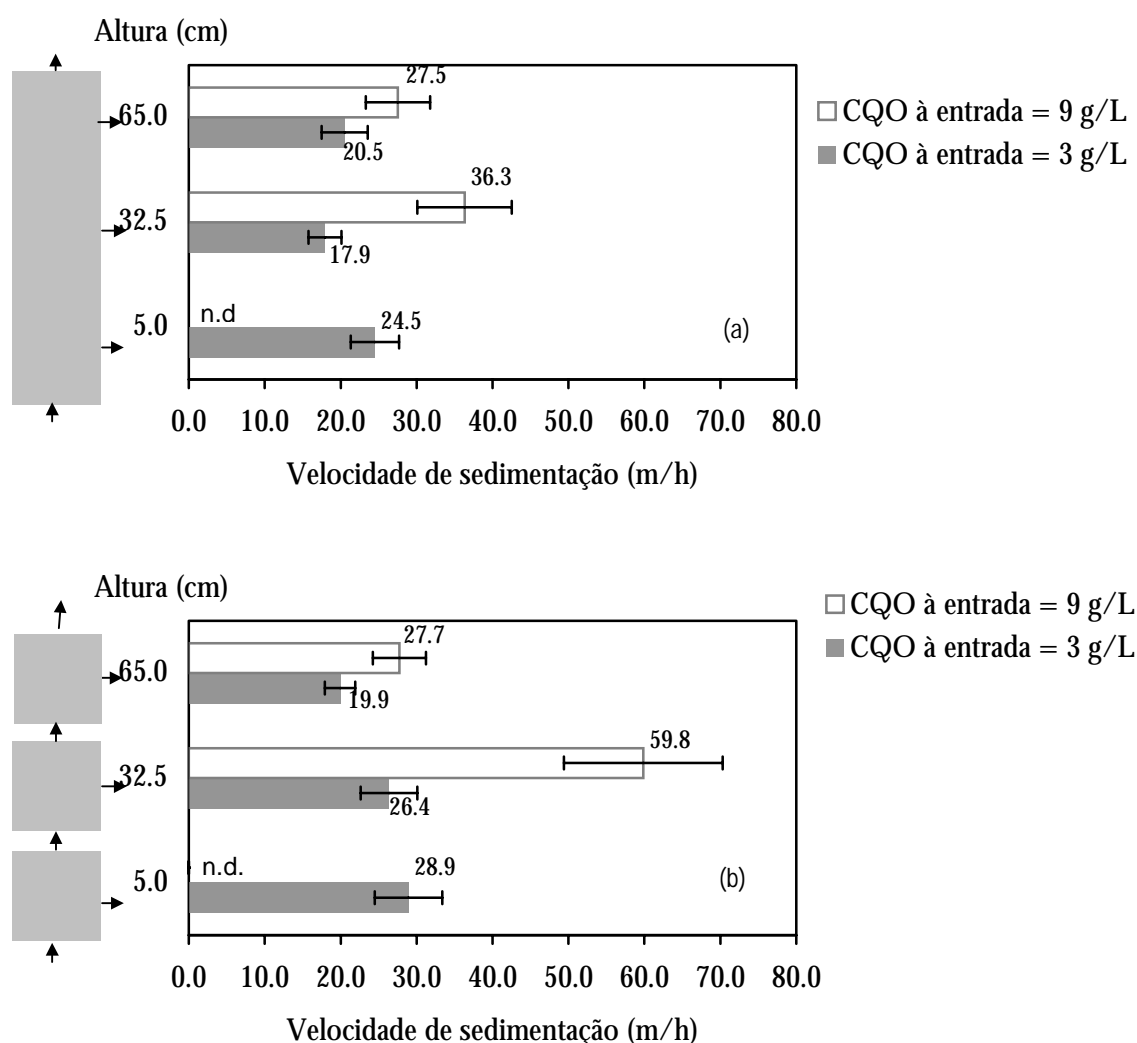 Altura (cm)
27.5
65.0
20.5
CQO à entrada = 9 g/L
CQO à entrada = 3 g/L
36.3
32.5
17.9
n.d
5.0
24.5
(a)
0.0 10.0 20.0 30.0 40.0 50.0 60.0 70.0 80.0
Velocidade de sedimentação (m/h)
Altura (cm)
CQO à entrada = 9 g/L
CQO à entrada = 3 g/L
27.7
65.0
19.9
59.8
32.5
26.4
n.d.
5.0
28.9
(b)
0.0 10.0 20.0 30.0 40.0 50.0 60.0 70.0 80.0
Velocidade de sedimentação (m/h)